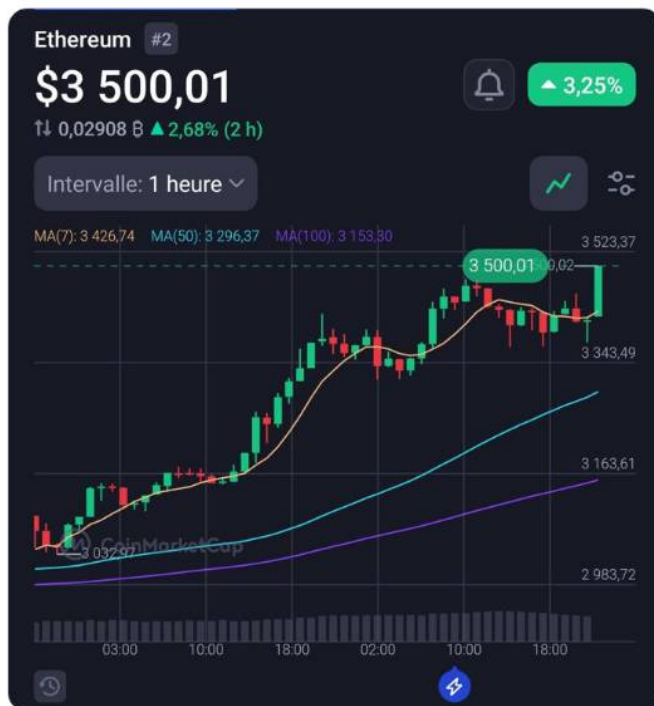 Ethereum #2
$3 500,01
3,25%
0,02908 ₿ 2,68% (2 h)
Intervalle: 1 heure
MA(7): 3 426,74 MA(50): 3 296,37 MA(100): 3 153,30
3 523,37
3 500,01
3 343,49
3 163,61
CoinMarketCap
3 032,97
2 983,72
03:00 10:00 18:00 02:00 10:00 18:00